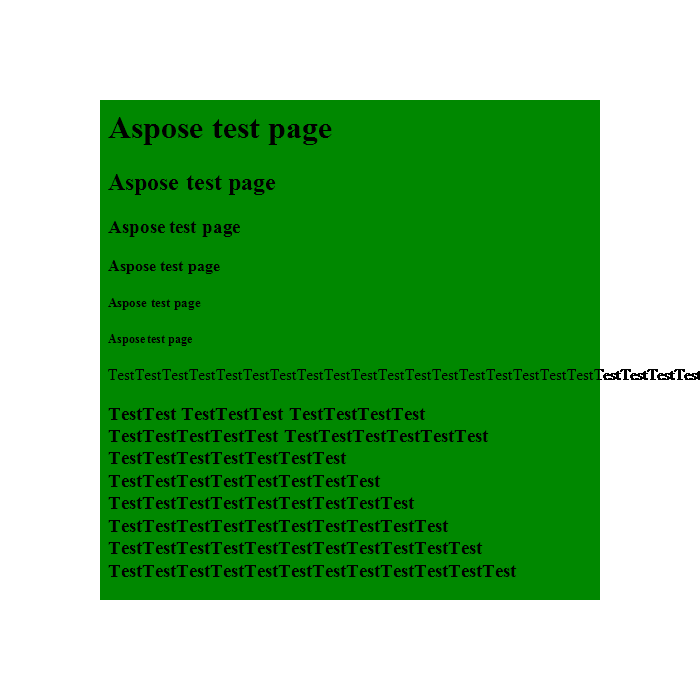 Aspose test page
Aspose test page
Aspose test page
Aspose test page
Aspose test page
Aspose test page
TestTestTestTestTestTestTestTestTestTestTestTestTestTestTestTestTestTestTestTestTestTest
TestTest TestTestTest TestTestTestTest
TestTestTestTestTest TestTestTestTestTestTest
TestTestTestTestTestTestTest
TestTestTestTestTestTestTestTest
TestTestTestTestTestTestTestTestTest
TestTestTestTestTestTestTestTestTestTest
TestTestTestTestTestTestTestTestTestTestTest
TestTestTestTestTestTestTestTestTestTestTestTest